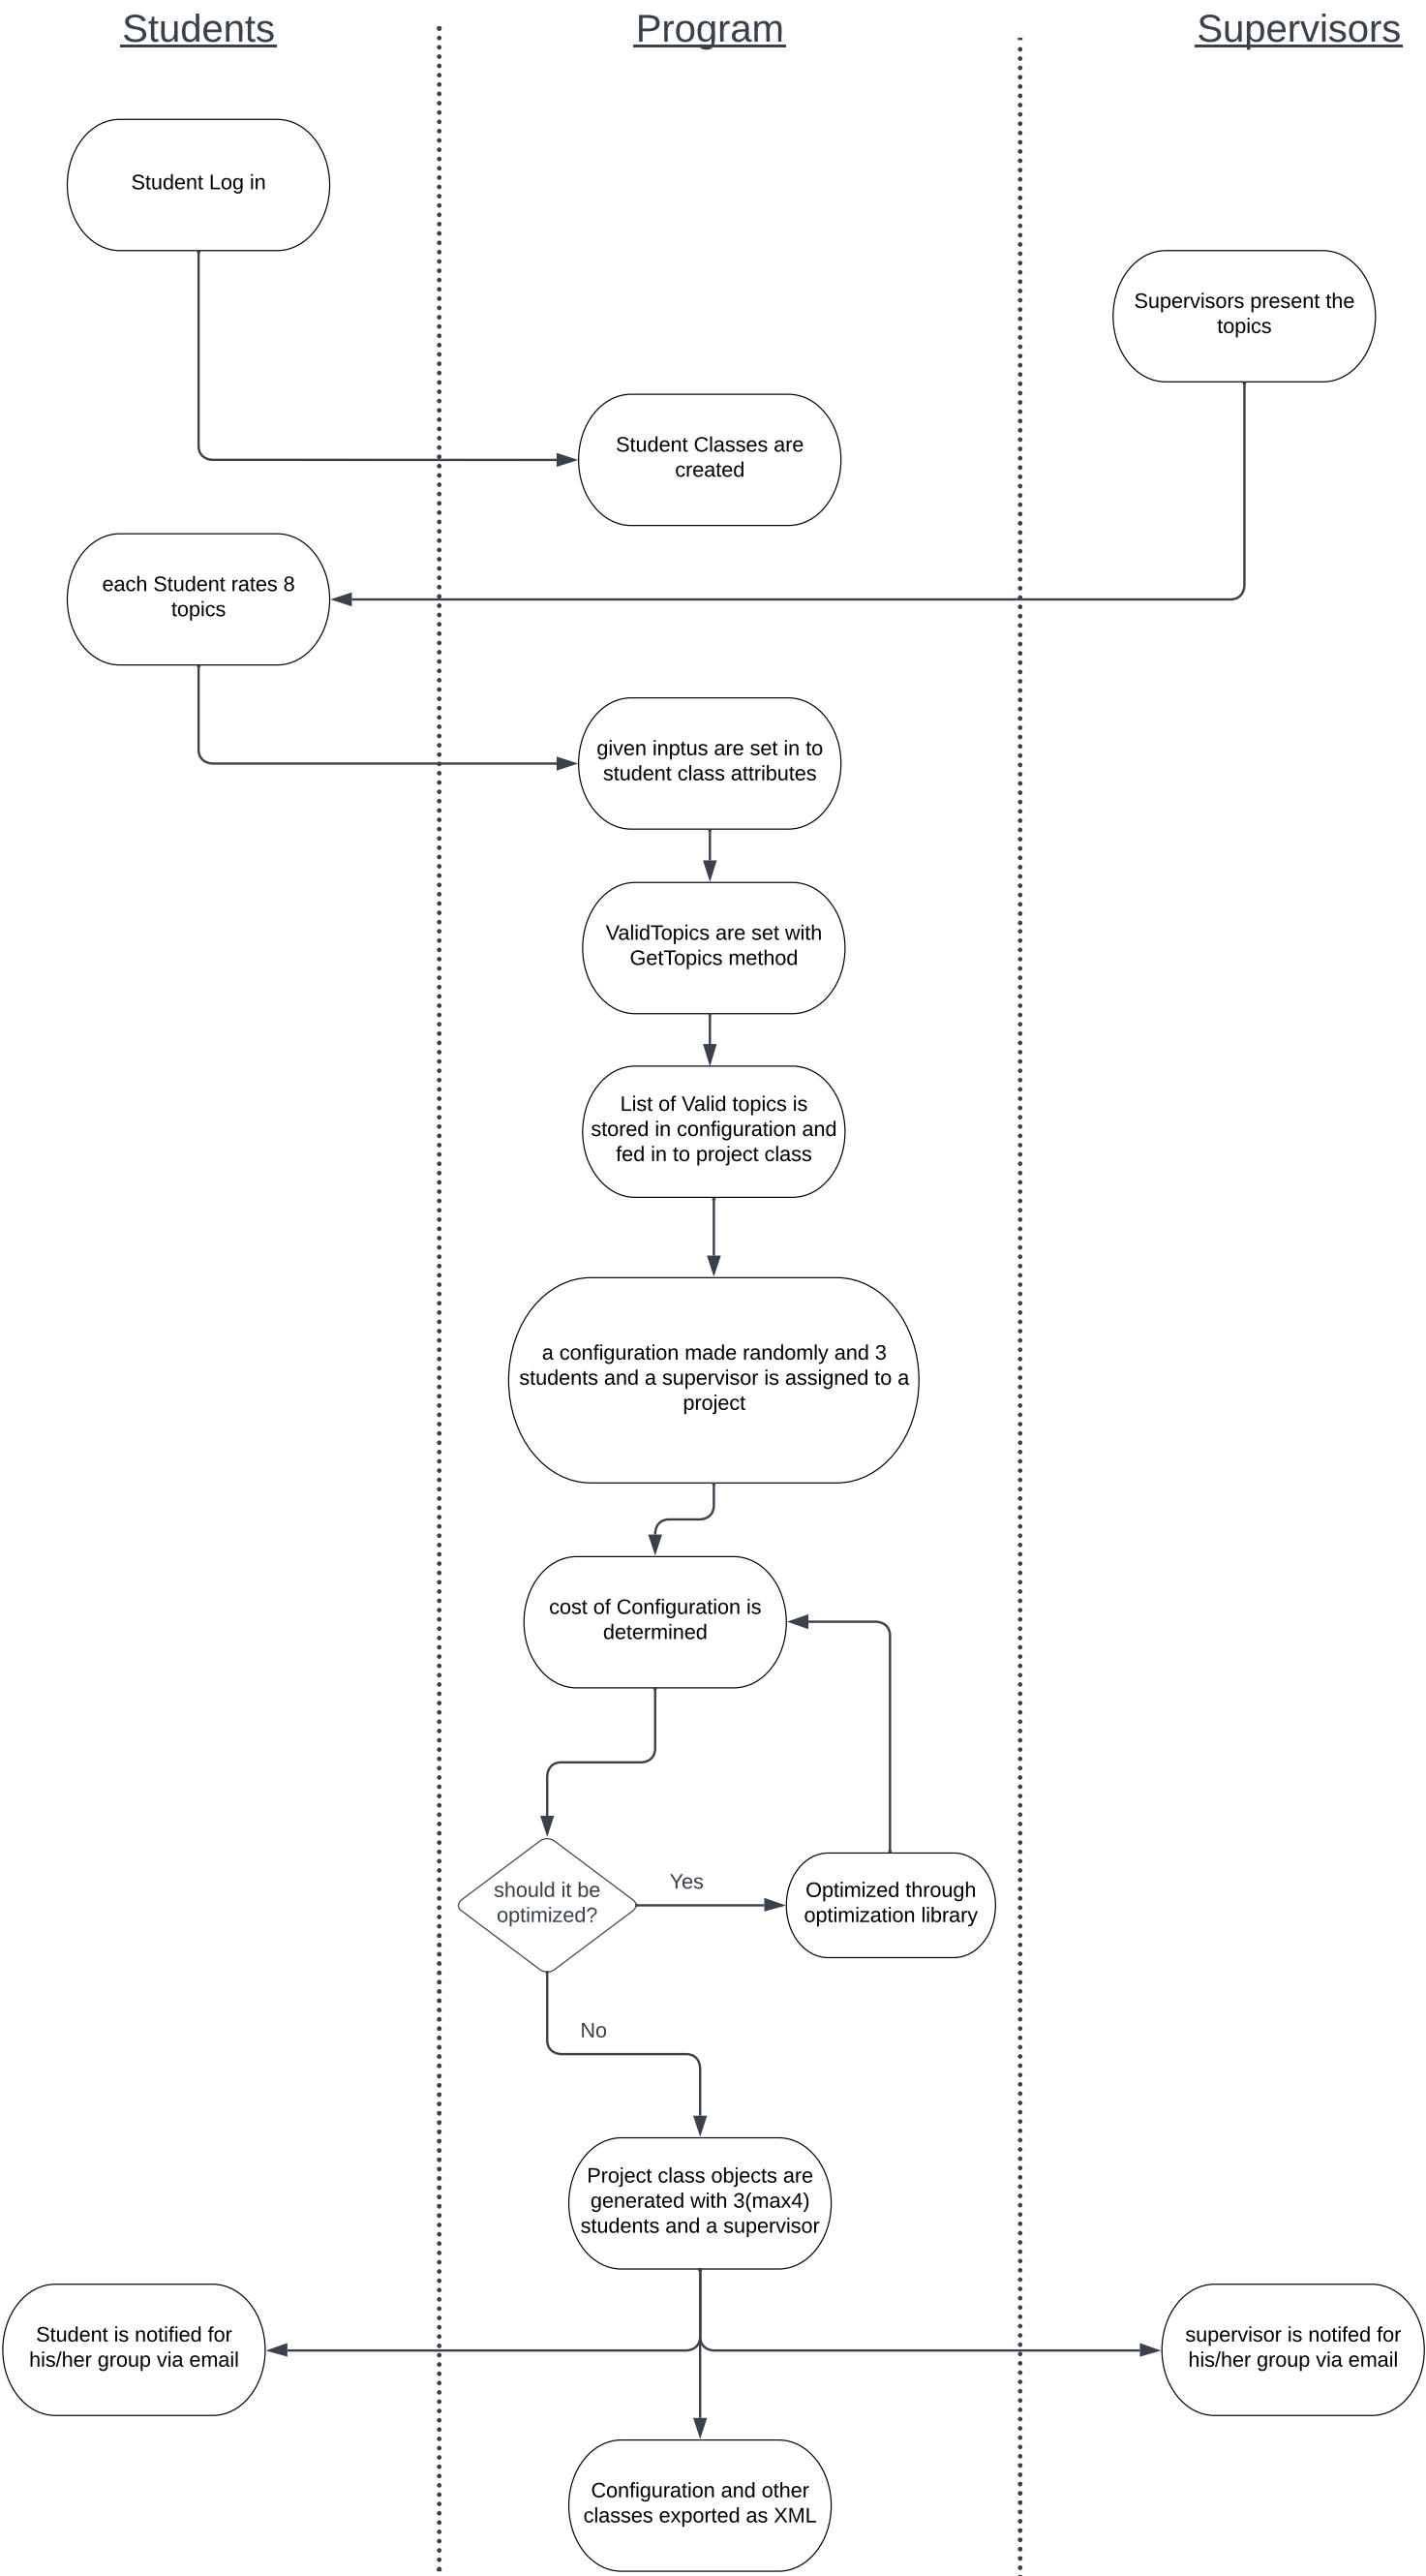 Students
Program
Supervisors
Student Log in
Supervisors present the
topics
Student Classes are
created
each Student rates 8
topics
given inptus are set in to
student class attributes
ValidTopics are set with
GetTopics method
List of Valid topics is
stored in configuration and
fed in to project class
a configuration made randomly and 3
students and a supervisor is assigned to a
project
cost of Configuration is
determined
should it be
optimized?
Yes
Optimized through
optimization library
No
Project class objects are
generated with 3(max4)
students and a supervisor
Student is notified for
his/her group via email
supervisor is notifed for
his/her group via email
Configuration and other
classes exported as XML